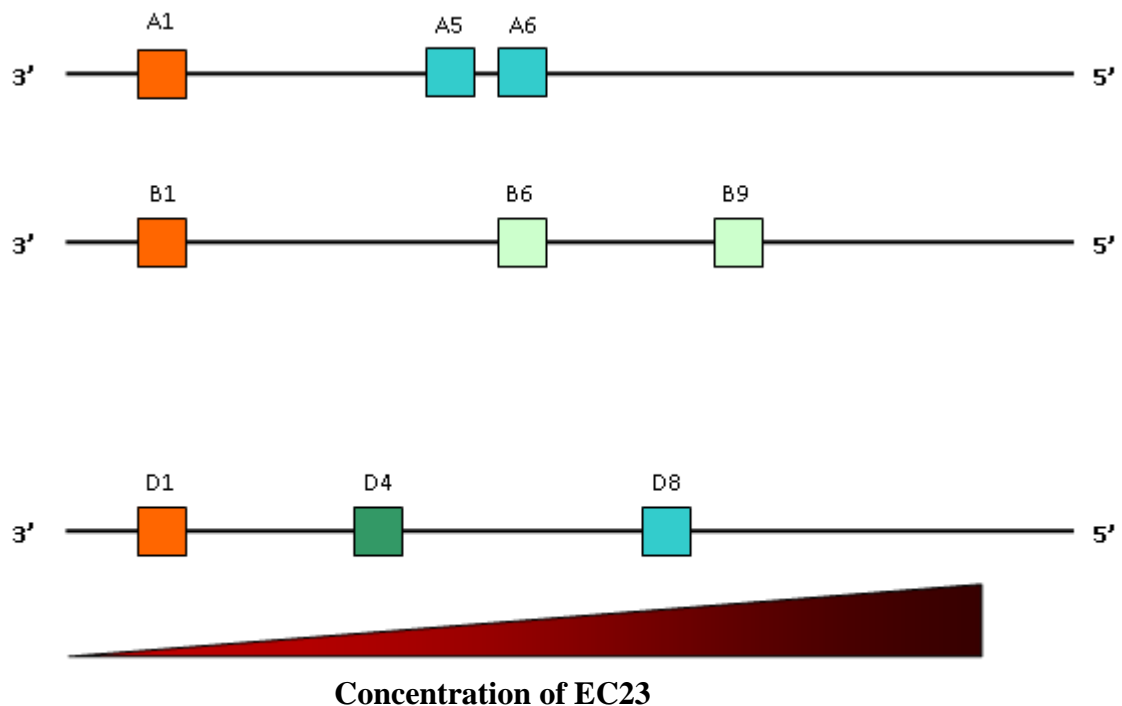 A1 A5 A6
3’ 5’
B1 B6 B9
3’ 5’
D1 D4 D8
3’ 5’
Concentration of EC23